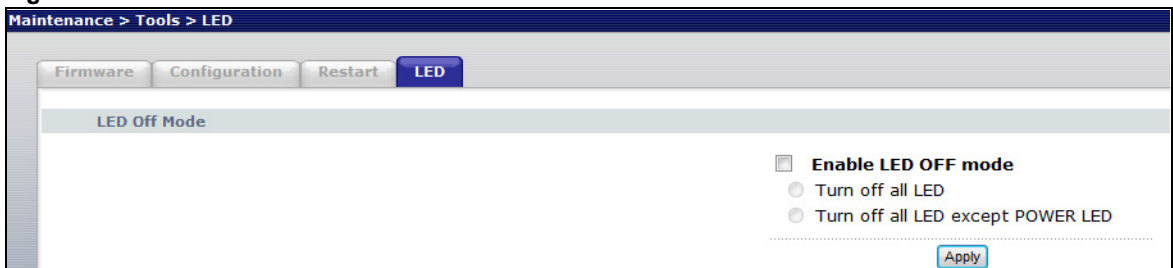 Maintenance > Tools > LED
Firmware Configuration Restart LED
LED Off Mode
Enable LED OFF mode
Turn off all LED
Turn off all LED except POWER LED
Apply